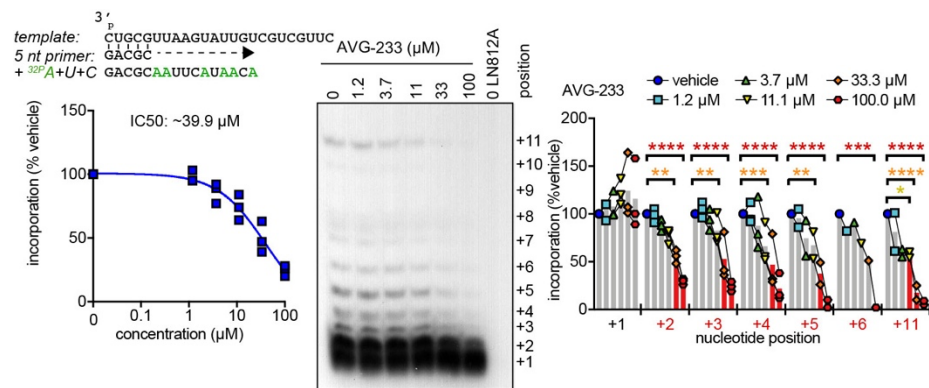 3′
p
template: CUGCGUUAAGUAUUGUCGUCGUUC
5 nt primer: GACGC
+ 32PA+U+C GACGCAAUUCAUAACA
IC50: ~39.9 µM
incorporation (% vehicle)
150
100
50
0
0 0.1 1 10 100
concentration (µM)
AVG-233 (µM)
0 1.2 3.7 11 33 100 0 LN812A
position
+11
+10
+9
+8
+7
+6
+5
+4
+3
+2
+1
AVG-233
vehicle 3.7 µM 33.3 µM
1.2 µM 11.1 µM 100.0 µM
incorporation (%vehicle)
200
150
100
50
0
**** **** **** **** *** ****
** ** *** ** ****
*
+1 +2 +3 +4 +5 +6 +11
nucleotide position